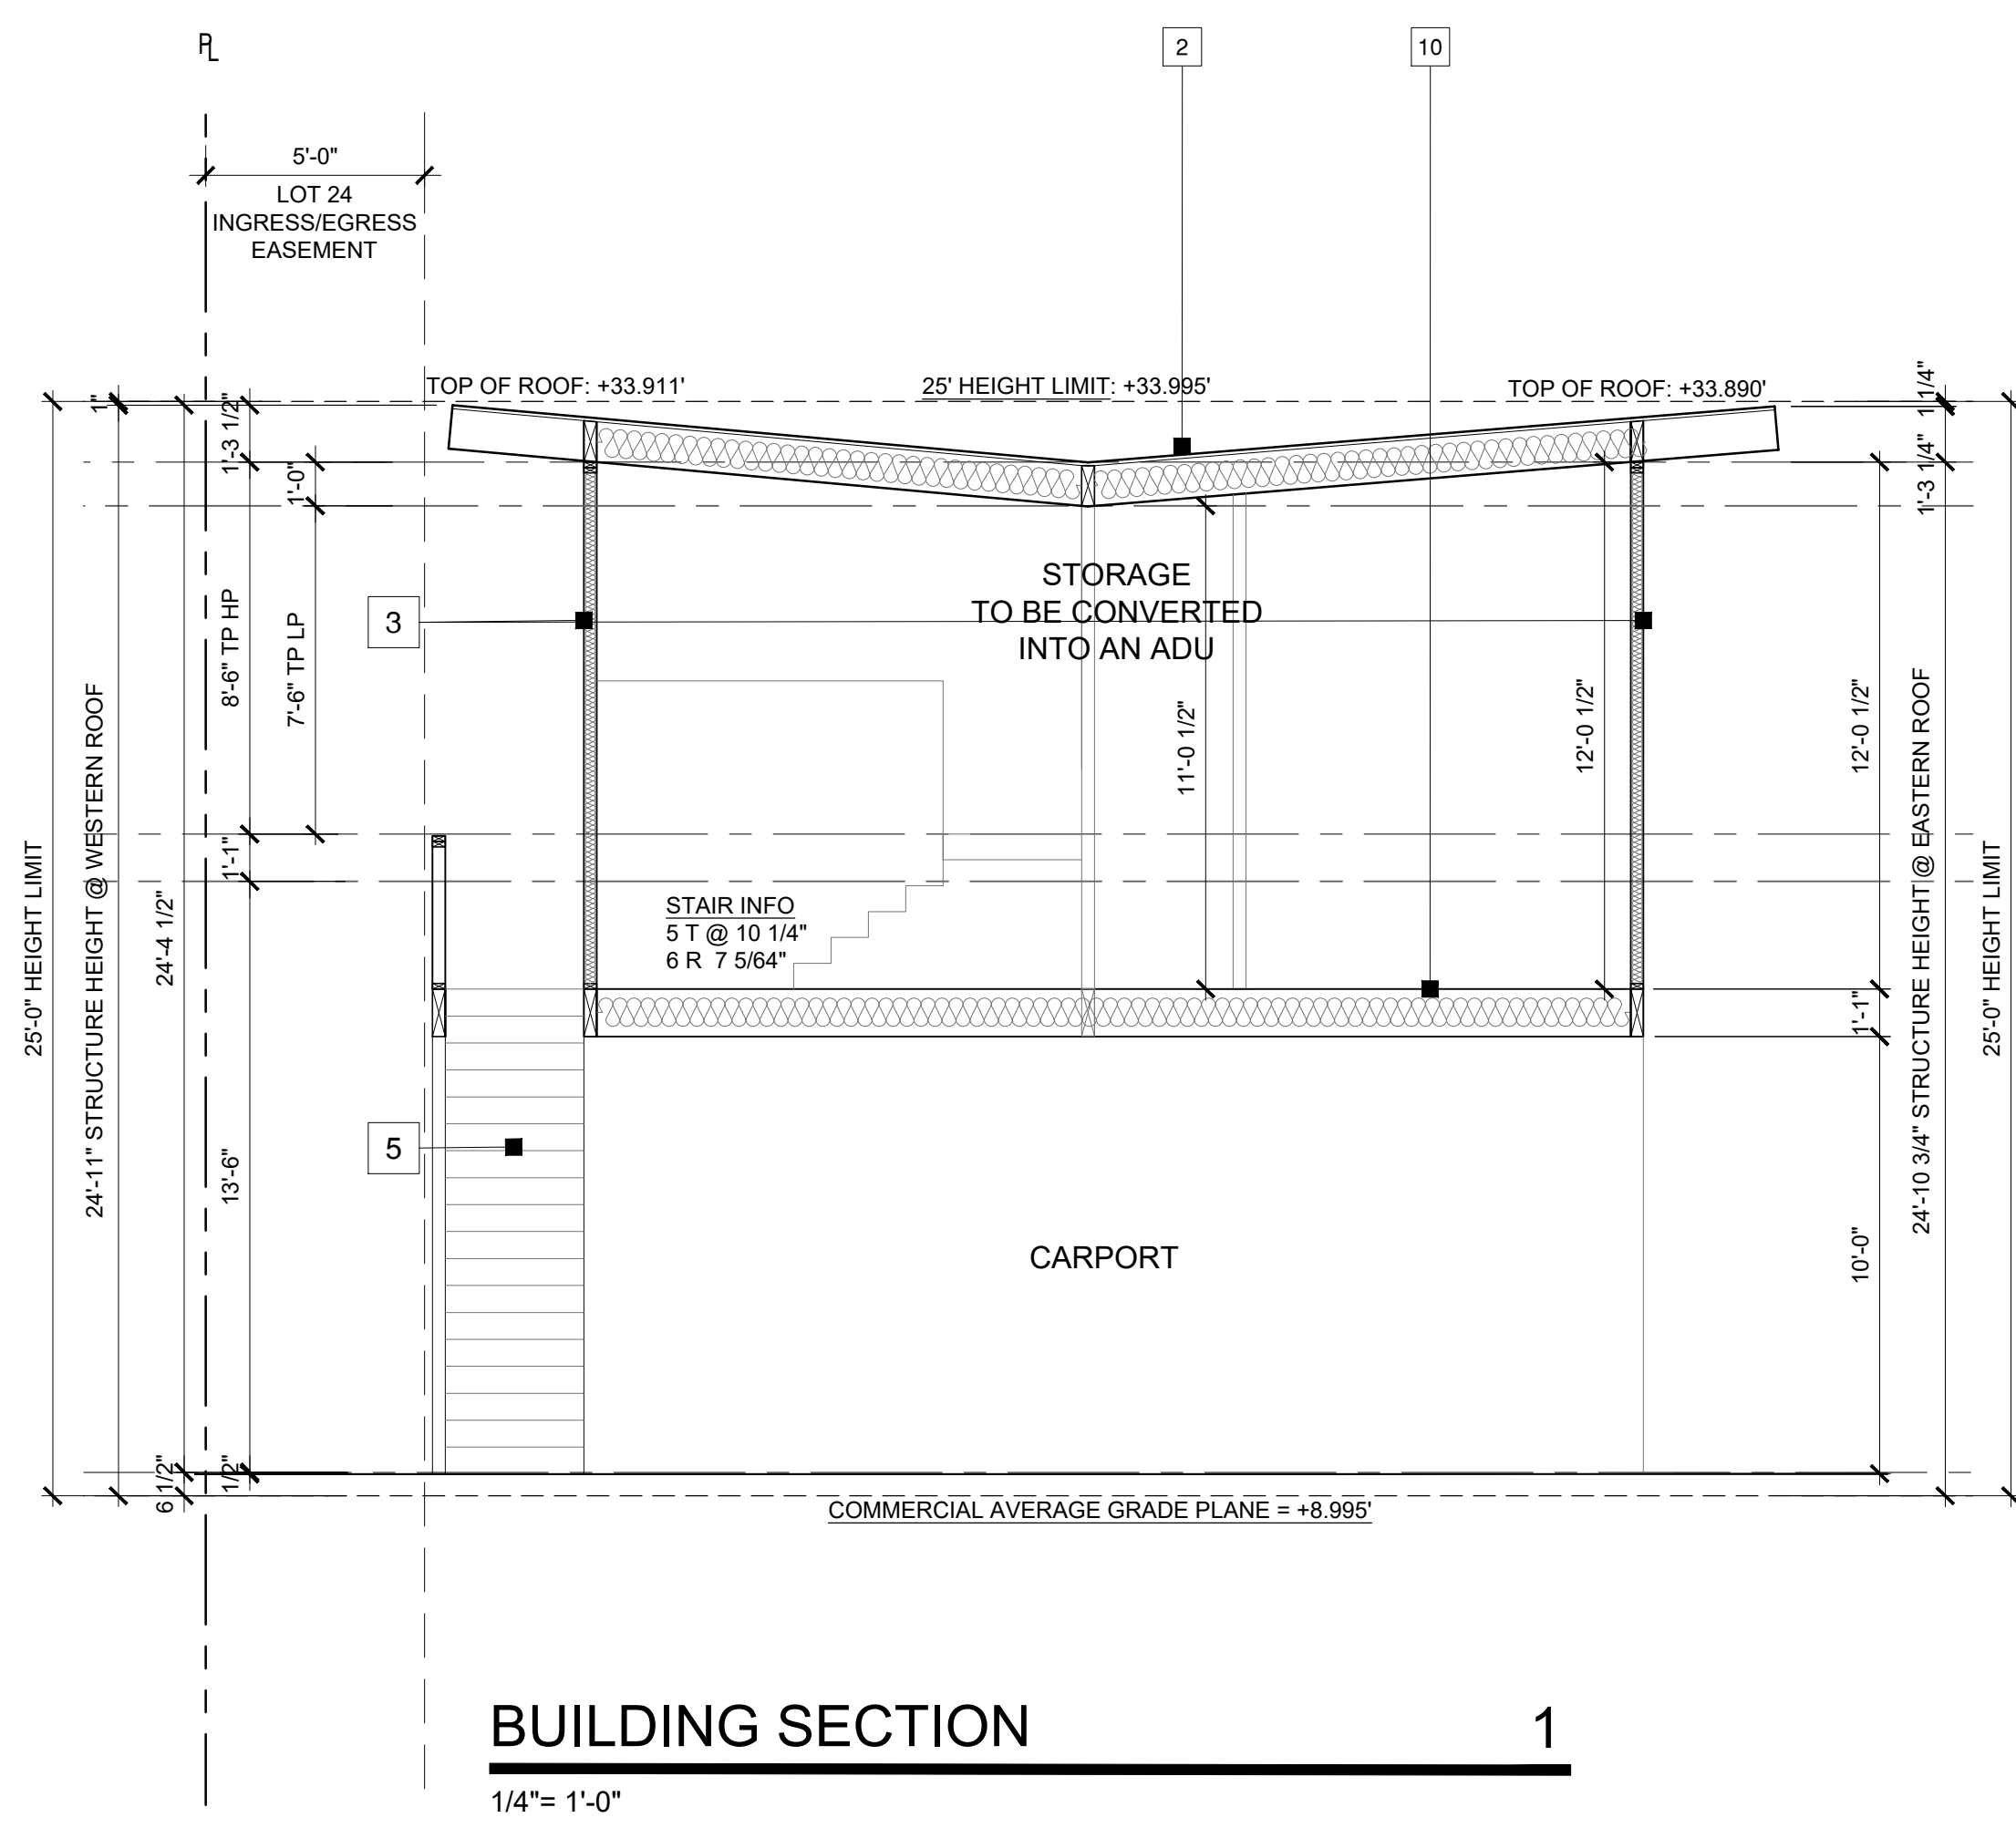 PL
2
10
5'-0"
LOT 24
INGRESS/EGRESS
EASEMENT
TOP OF ROOF: +33.911'
25' HEIGHT LIMIT: +33.995'
TOP OF ROOF: +33.890'
1"
1'-3 1/2"
1'-0"
1 1/4"
1'-3 1/4"
STORAGE
TO BE CONVERTED
INTO AN ADU
3
8'-6" TP HP
7'-6" TP LP
11'-0 1/2"
12'-0 1/2"
12'-0 1/2"
25'-0" HEIGHT LIMIT
24'-11" STRUCTURE HEIGHT @ WESTERN ROOF
24'-4 1/2"
1'-1"
STAIR INFO
5 T @ 10 1/4"
6 R  7 5/64"
1'-1"
24'-10 3/4" STRUCTURE HEIGHT @ EASTERN ROOF
25'-0" HEIGHT LIMIT
5
13'-6"
CARPORT
10'-0"
6 1/2"
1/2"
COMMERCIAL AVERAGE GRADE PLANE = +8.995'
BUILDING SECTION
1
1/4"= 1'-0"